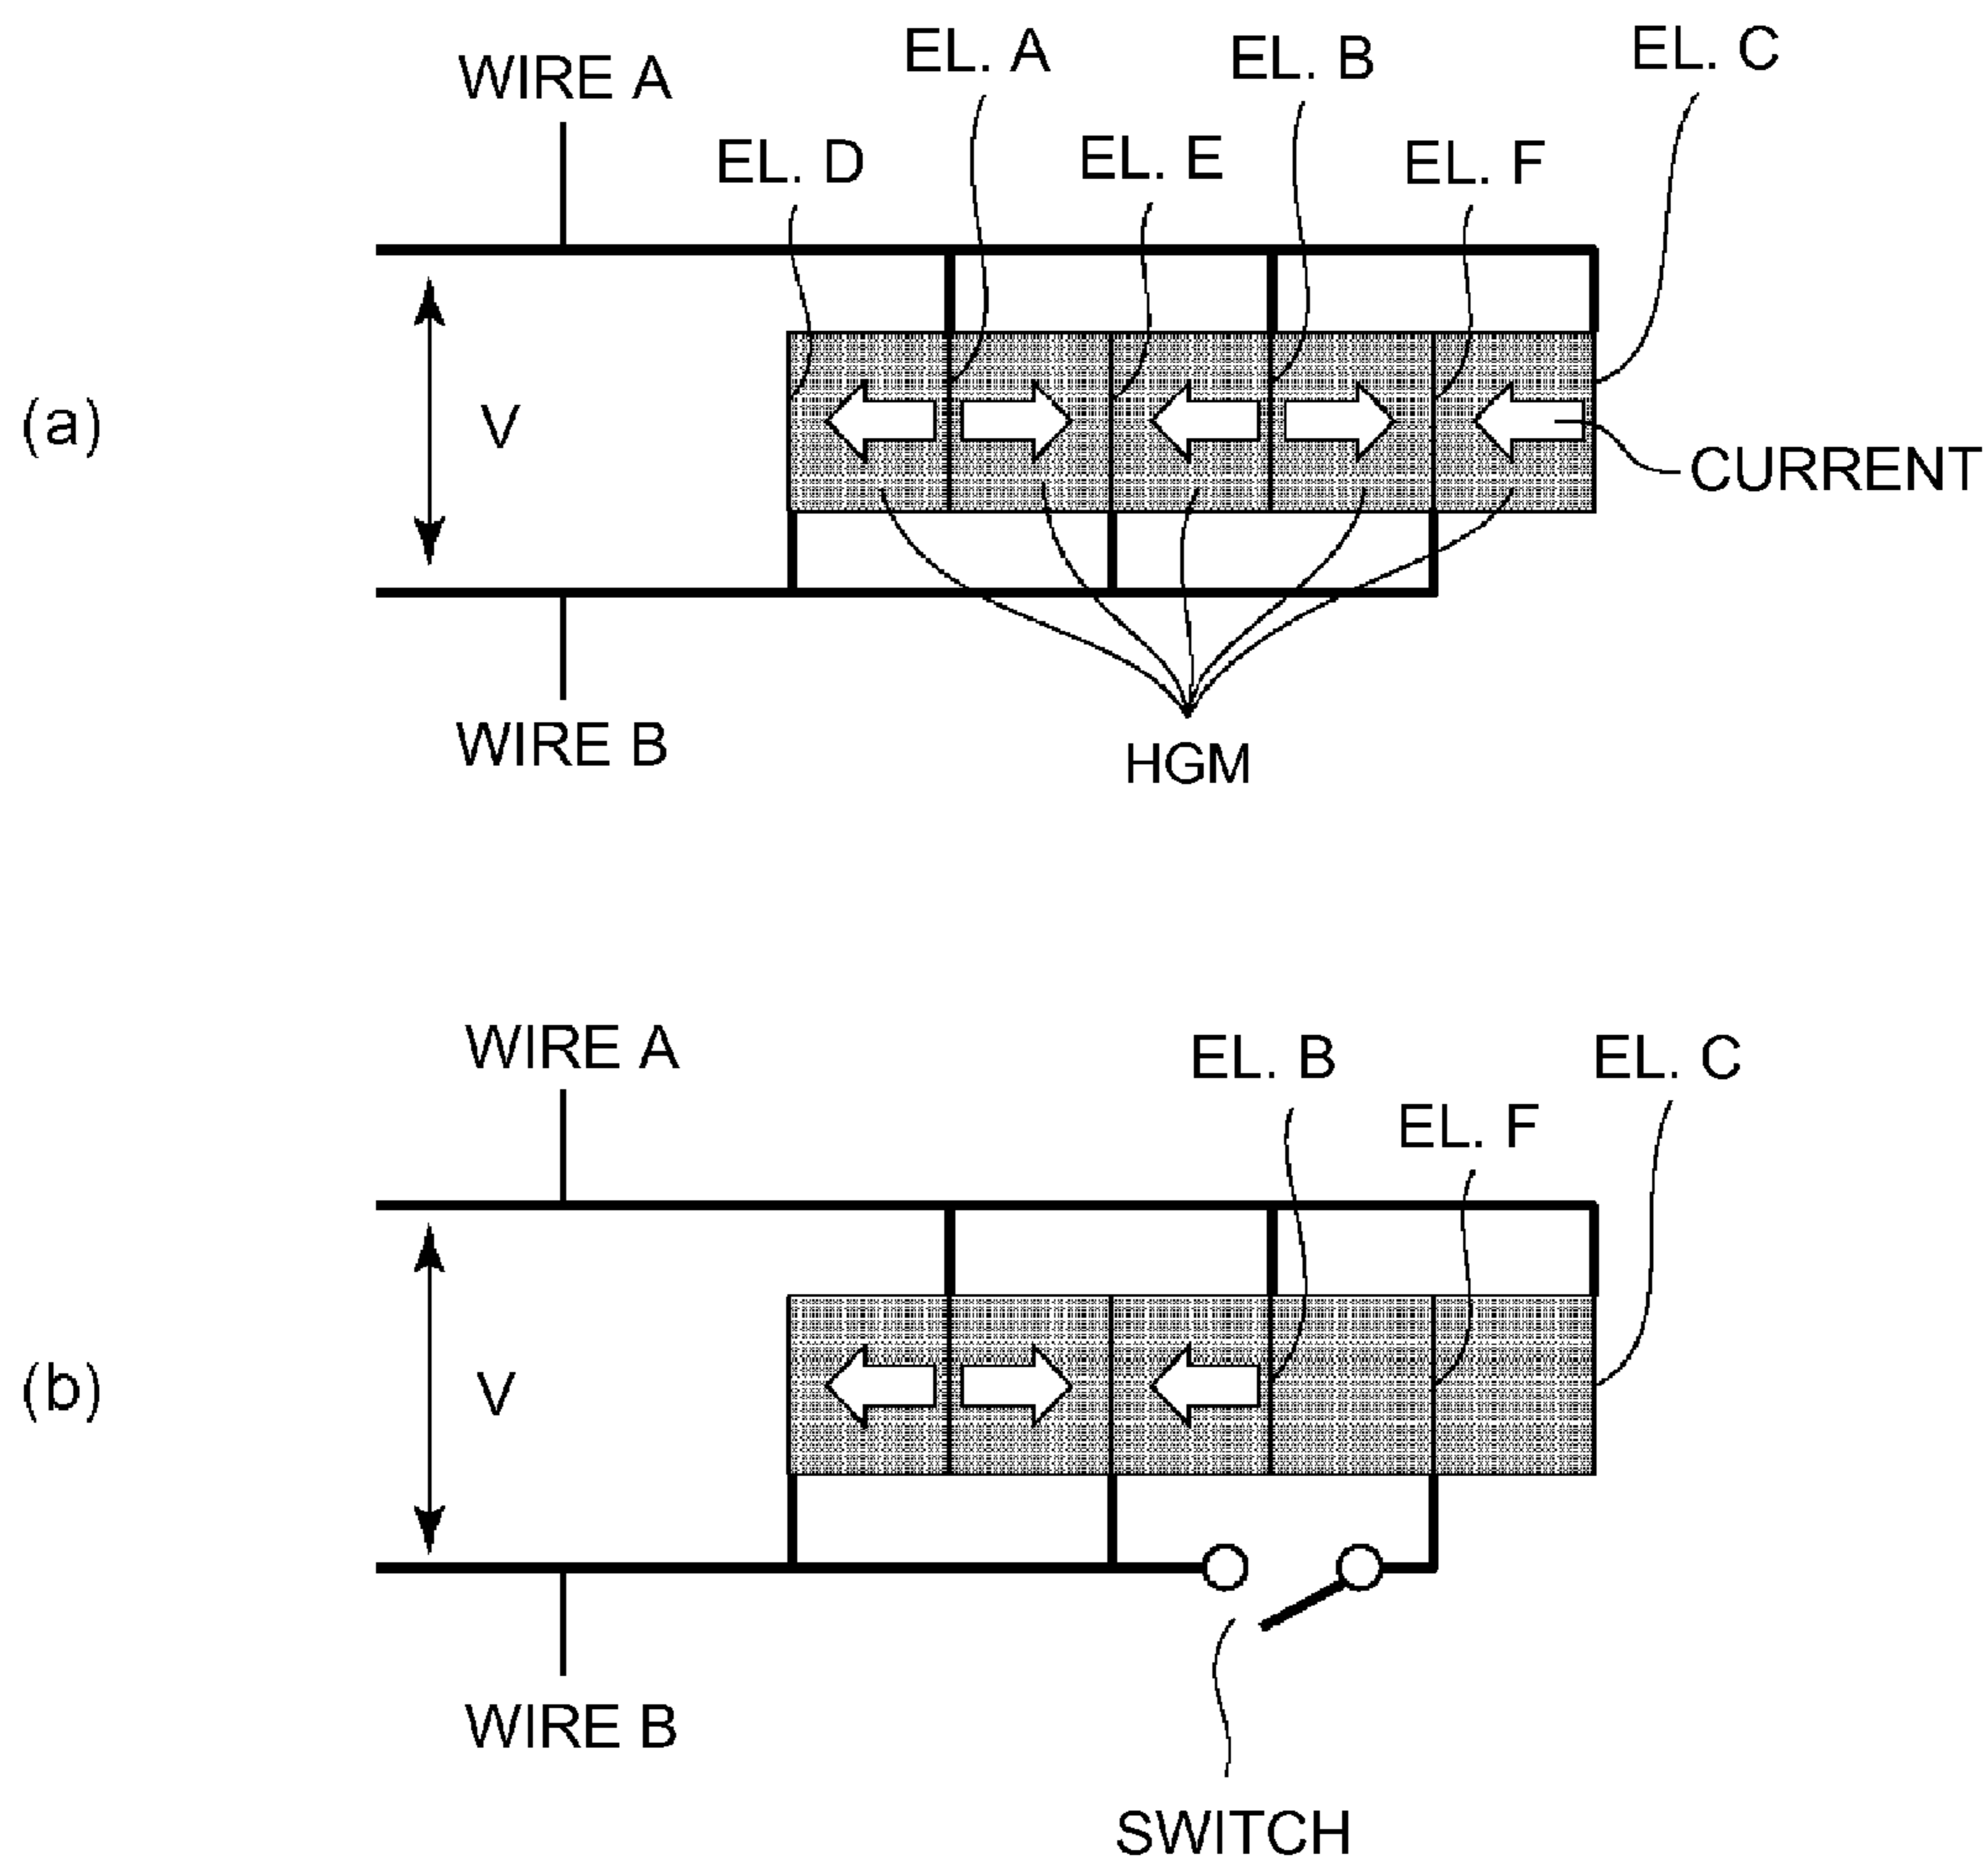 WIRE A
EL. A
EL. B
EL. C
EL. D
EL. E
EL. F
(a)
V
CURRENT
WIRE B
HGM
WIRE A
EL. B
EL. C
EL. F
(b)
V
WIRE B
SWITCH